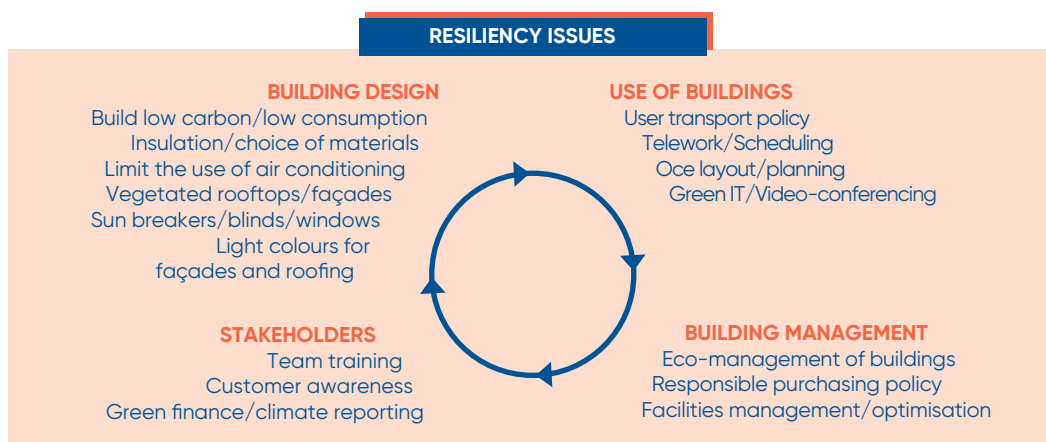 RESILIENCY ISSUES
BUILDING DESIGN
Build low carbon/low consumption
Insulation/choice of materials
Limit the use of air conditioning
Vegetated rooftops/façades
Sun breakers/blinds/windows
Light colours for
façades and roofing
USE OF BUILDINGS
User transport policy
Telework/Scheduling
Oce layout/planning
Green IT/Video-conferencing
STAKEHOLDERS
Team training
Customer awareness
Green finance/climate reporting
BUILDING MANAGEMENT
Eco-management of buildings
Responsible purchasing policy
Facilities management/optimisation